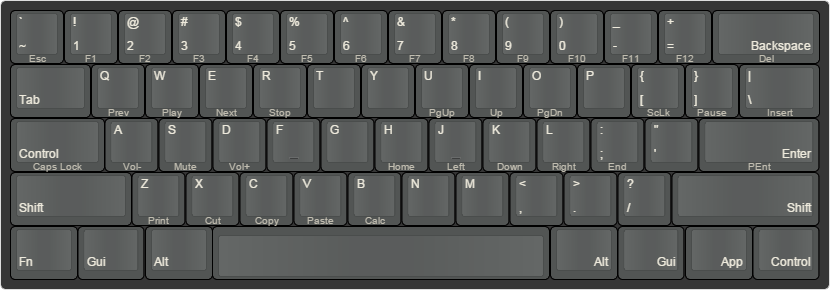 ` ! @ # $ % ^ & * ( ) _ +
~ 1 2 3 4 5 6 7 8 9 0 - = Backspace
Esc F1 F2 F3 F4 F5 F6 F7 F8 F9 F10 F11 F12 Del
Q W E R T Y U I O P { } |
Tab [ ] \
Prev Play Next Stop PgUp Up PgDn ScLk Pause Insert
A S D F G H J K L : "
Control _ _ ; ' Enter
Caps Lock Vol- Mute Vol+ Home Left Down Right End PEnt
Z X C V B N M < > ?
Shift , . / Shift
Print Cut Copy Paste Calc
Fn Gui Alt Alt Gui App Control